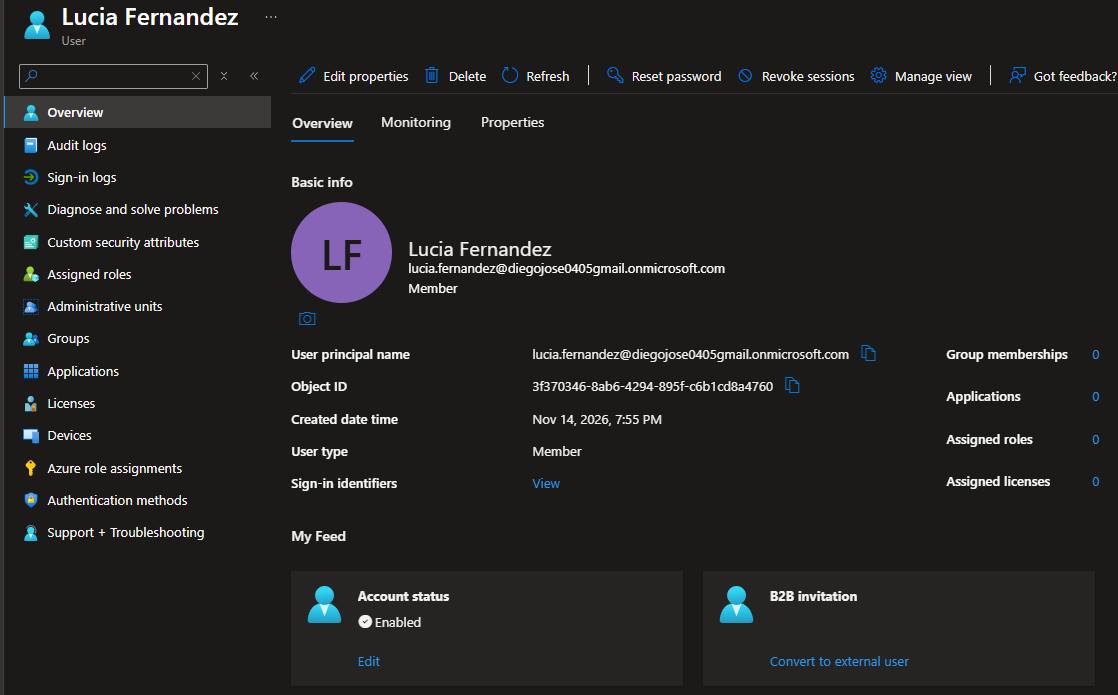 Lucia Fernandez ...
User
Edit properties Delete Refresh Reset password Revoke sessions Manage view Got feedback?
Overview
Audit logs
Sign-in logs
Diagnose and solve problems
Custom security attributes
Assigned roles
Administrative units
Groups
Applications
Licenses
Devices
Azure role assignments
Authentication methods
Support + Troubleshooting
Overview Monitoring Properties
Basic info
LF
Lucia Fernandez
lucia.fernandez@diegojose0405gmail.onmicrosoft.com
Member
User principal name lucia.fernandez@diegojose0405gmail.onmicrosoft.com
Object ID 3f370346-8ab6-4294-895f-c6b1cd8a4760
Created date time Nov 14, 2026, 7:55 PM
User type Member
Sign-in identifiers View
Group memberships 0
Applications 0
Assigned roles 0
Assigned licenses 0
My Feed
Account status
Enabled
Edit
B2B invitation
Convert to external user